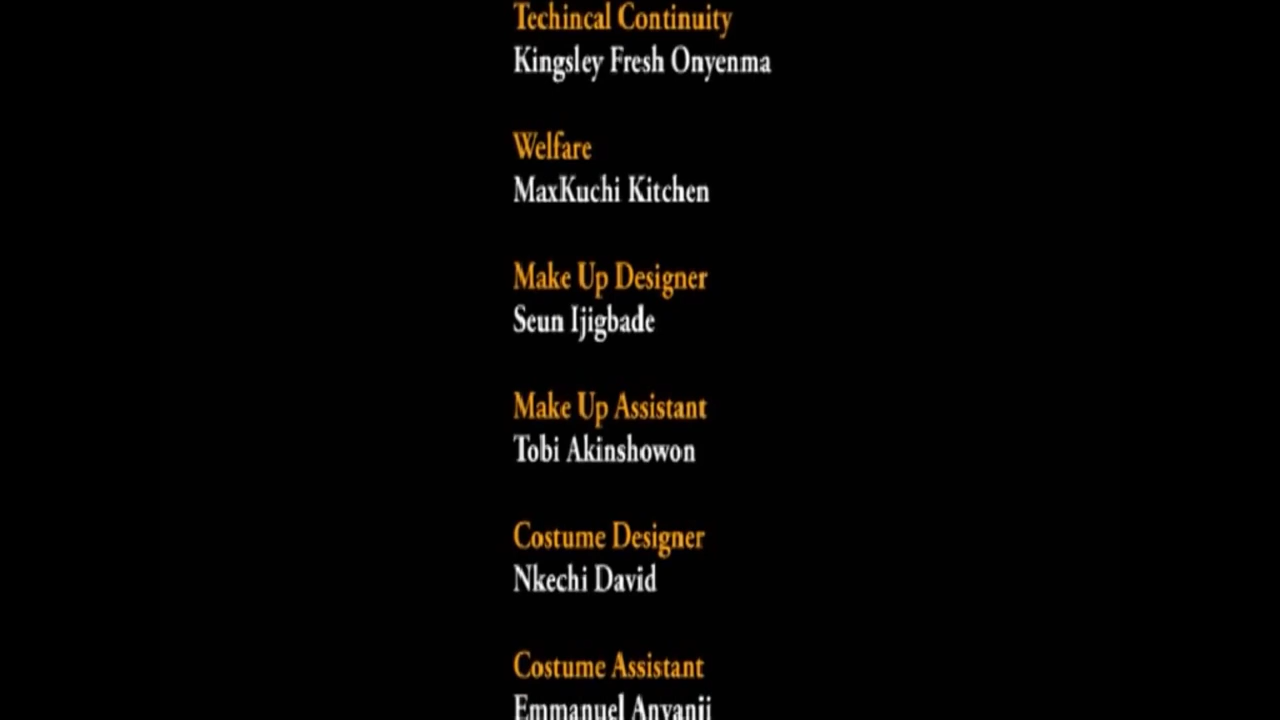 Techincal Continuity
Kingsley Fresh Onyenma
Welfare
MaxKuchi Kitchen
Make Up Designer
Seun Ijigbade
Make Up Assistant
Tobi Akinshowon
Costume Designer
Nkechi David
Costume Assistant
Emmanuel Anyanji